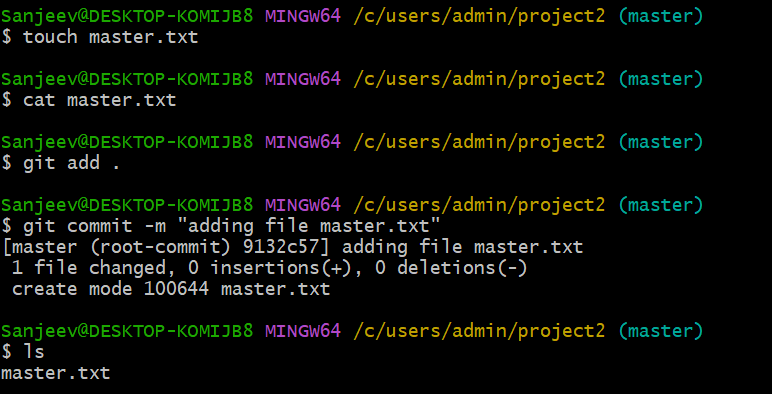 Sanjeev@DESKTOP-KOMIJB8 MINGW64 /c/users/admin/project2 (master)
$ touch master.txt
Sanjeev@DESKTOP-KOMIJB8 MINGW64 /c/users/admin/project2 (master)
$ cat master.txt
Sanjeev@DESKTOP-KOMIJB8 MINGW64 /c/users/admin/project2 (master)
$ git add .
Sanjeev@DESKTOP-KOMIJB8 MINGW64 /c/users/admin/project2 (master)
$ git commit -m "adding file master.txt"
[master (root-commit) 9132c57] adding file master.txt
 1 file changed, 0 insertions(+), 0 deletions(-)
 create mode 100644 master.txt
Sanjeev@DESKTOP-KOMIJB8 MINGW64 /c/users/admin/project2 (master)
$ ls
master.txt